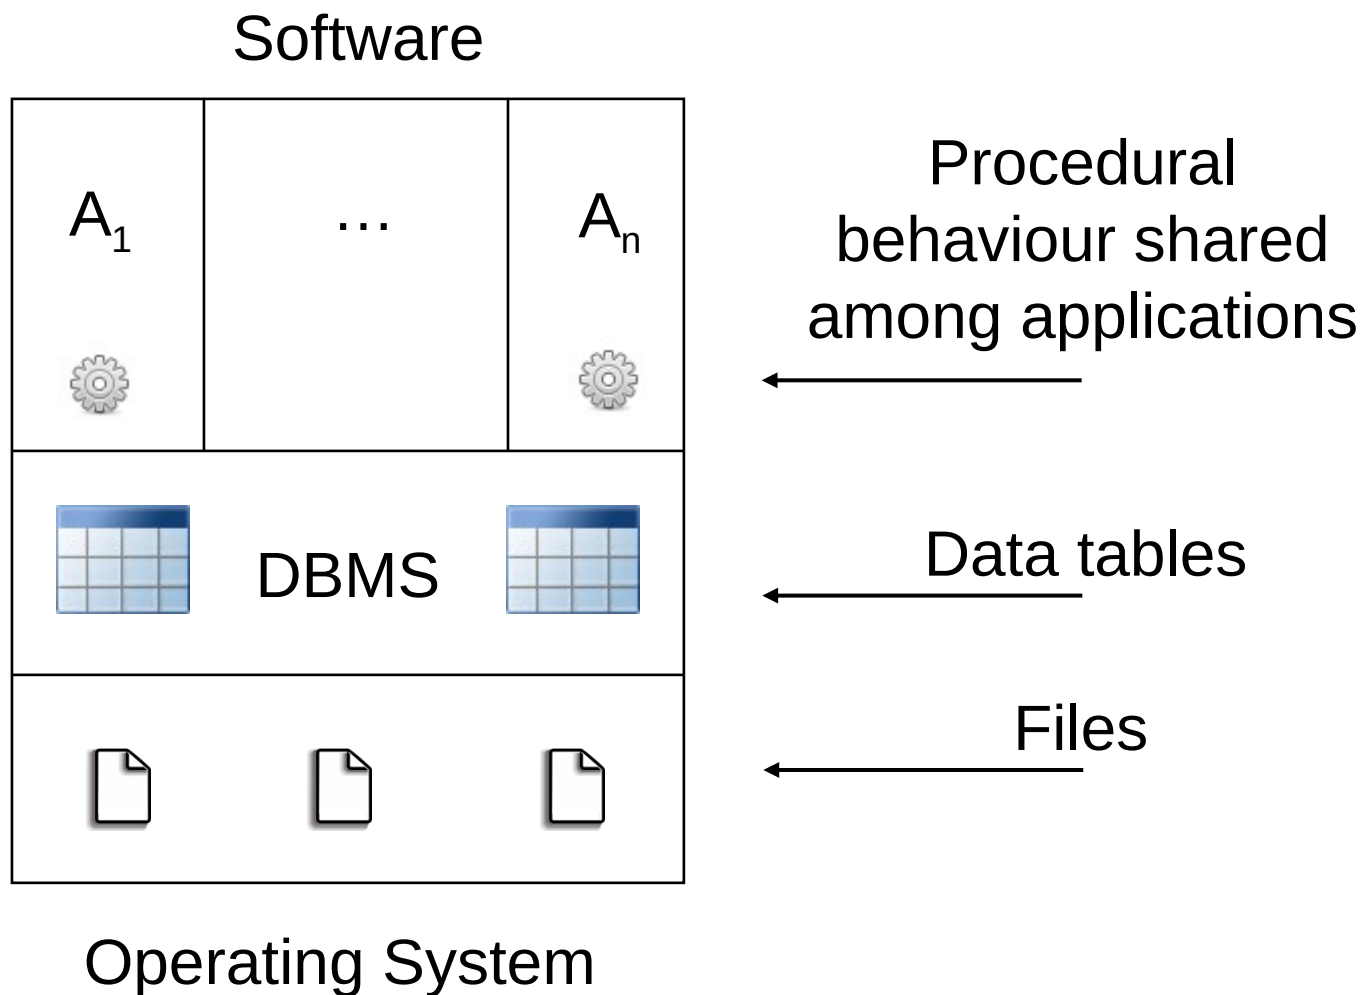 Software
A₁
…
Aₙ
Procedural
behaviour shared
among applications
DBMS
Data tables
Files
Operating System